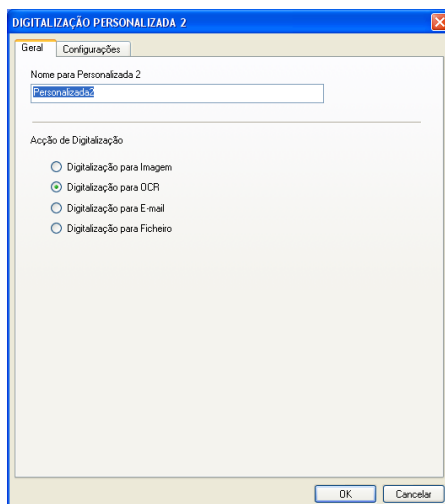 DIGITALIZAÇÃO PERSONALIZADA 2
Geral
Configurações
Nome para Personalizada 2
Personalizada2
Acção de Digitalização
Digitalização para Imagem
Digitalização para OCR
Digitalização para E-mail
Digitalização para Ficheiro
OK
Cancelar